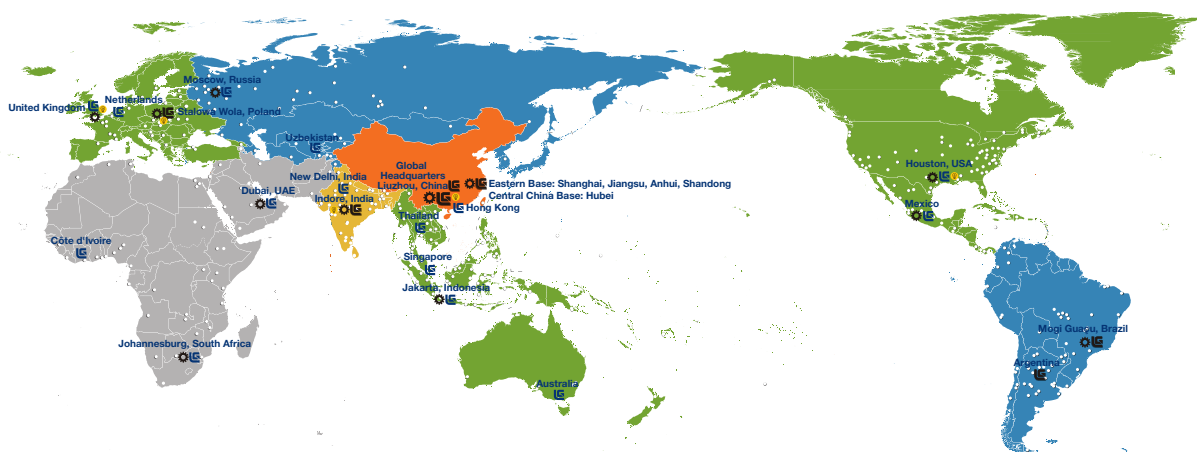 Moscow, Russia
Netherlands
United Kingdom
Stalowa Wola, Poland
Uzbekistan
Global
Headquarters
Liuzhou, China
New Delhi, India
Eastern Base: Shanghai, Jiangsu, Anhui, Shandong
Central China Base: Hubei
Dubai, UAE
Indore, India
Hong Kong
Thailand
Côte d'Ivoire
Singapore
Jakarta, Indonesia
Johannesburg, South Africa
Australia
Houston, USA
Mexico
Mogi Guaçu, Brazil
Argentina